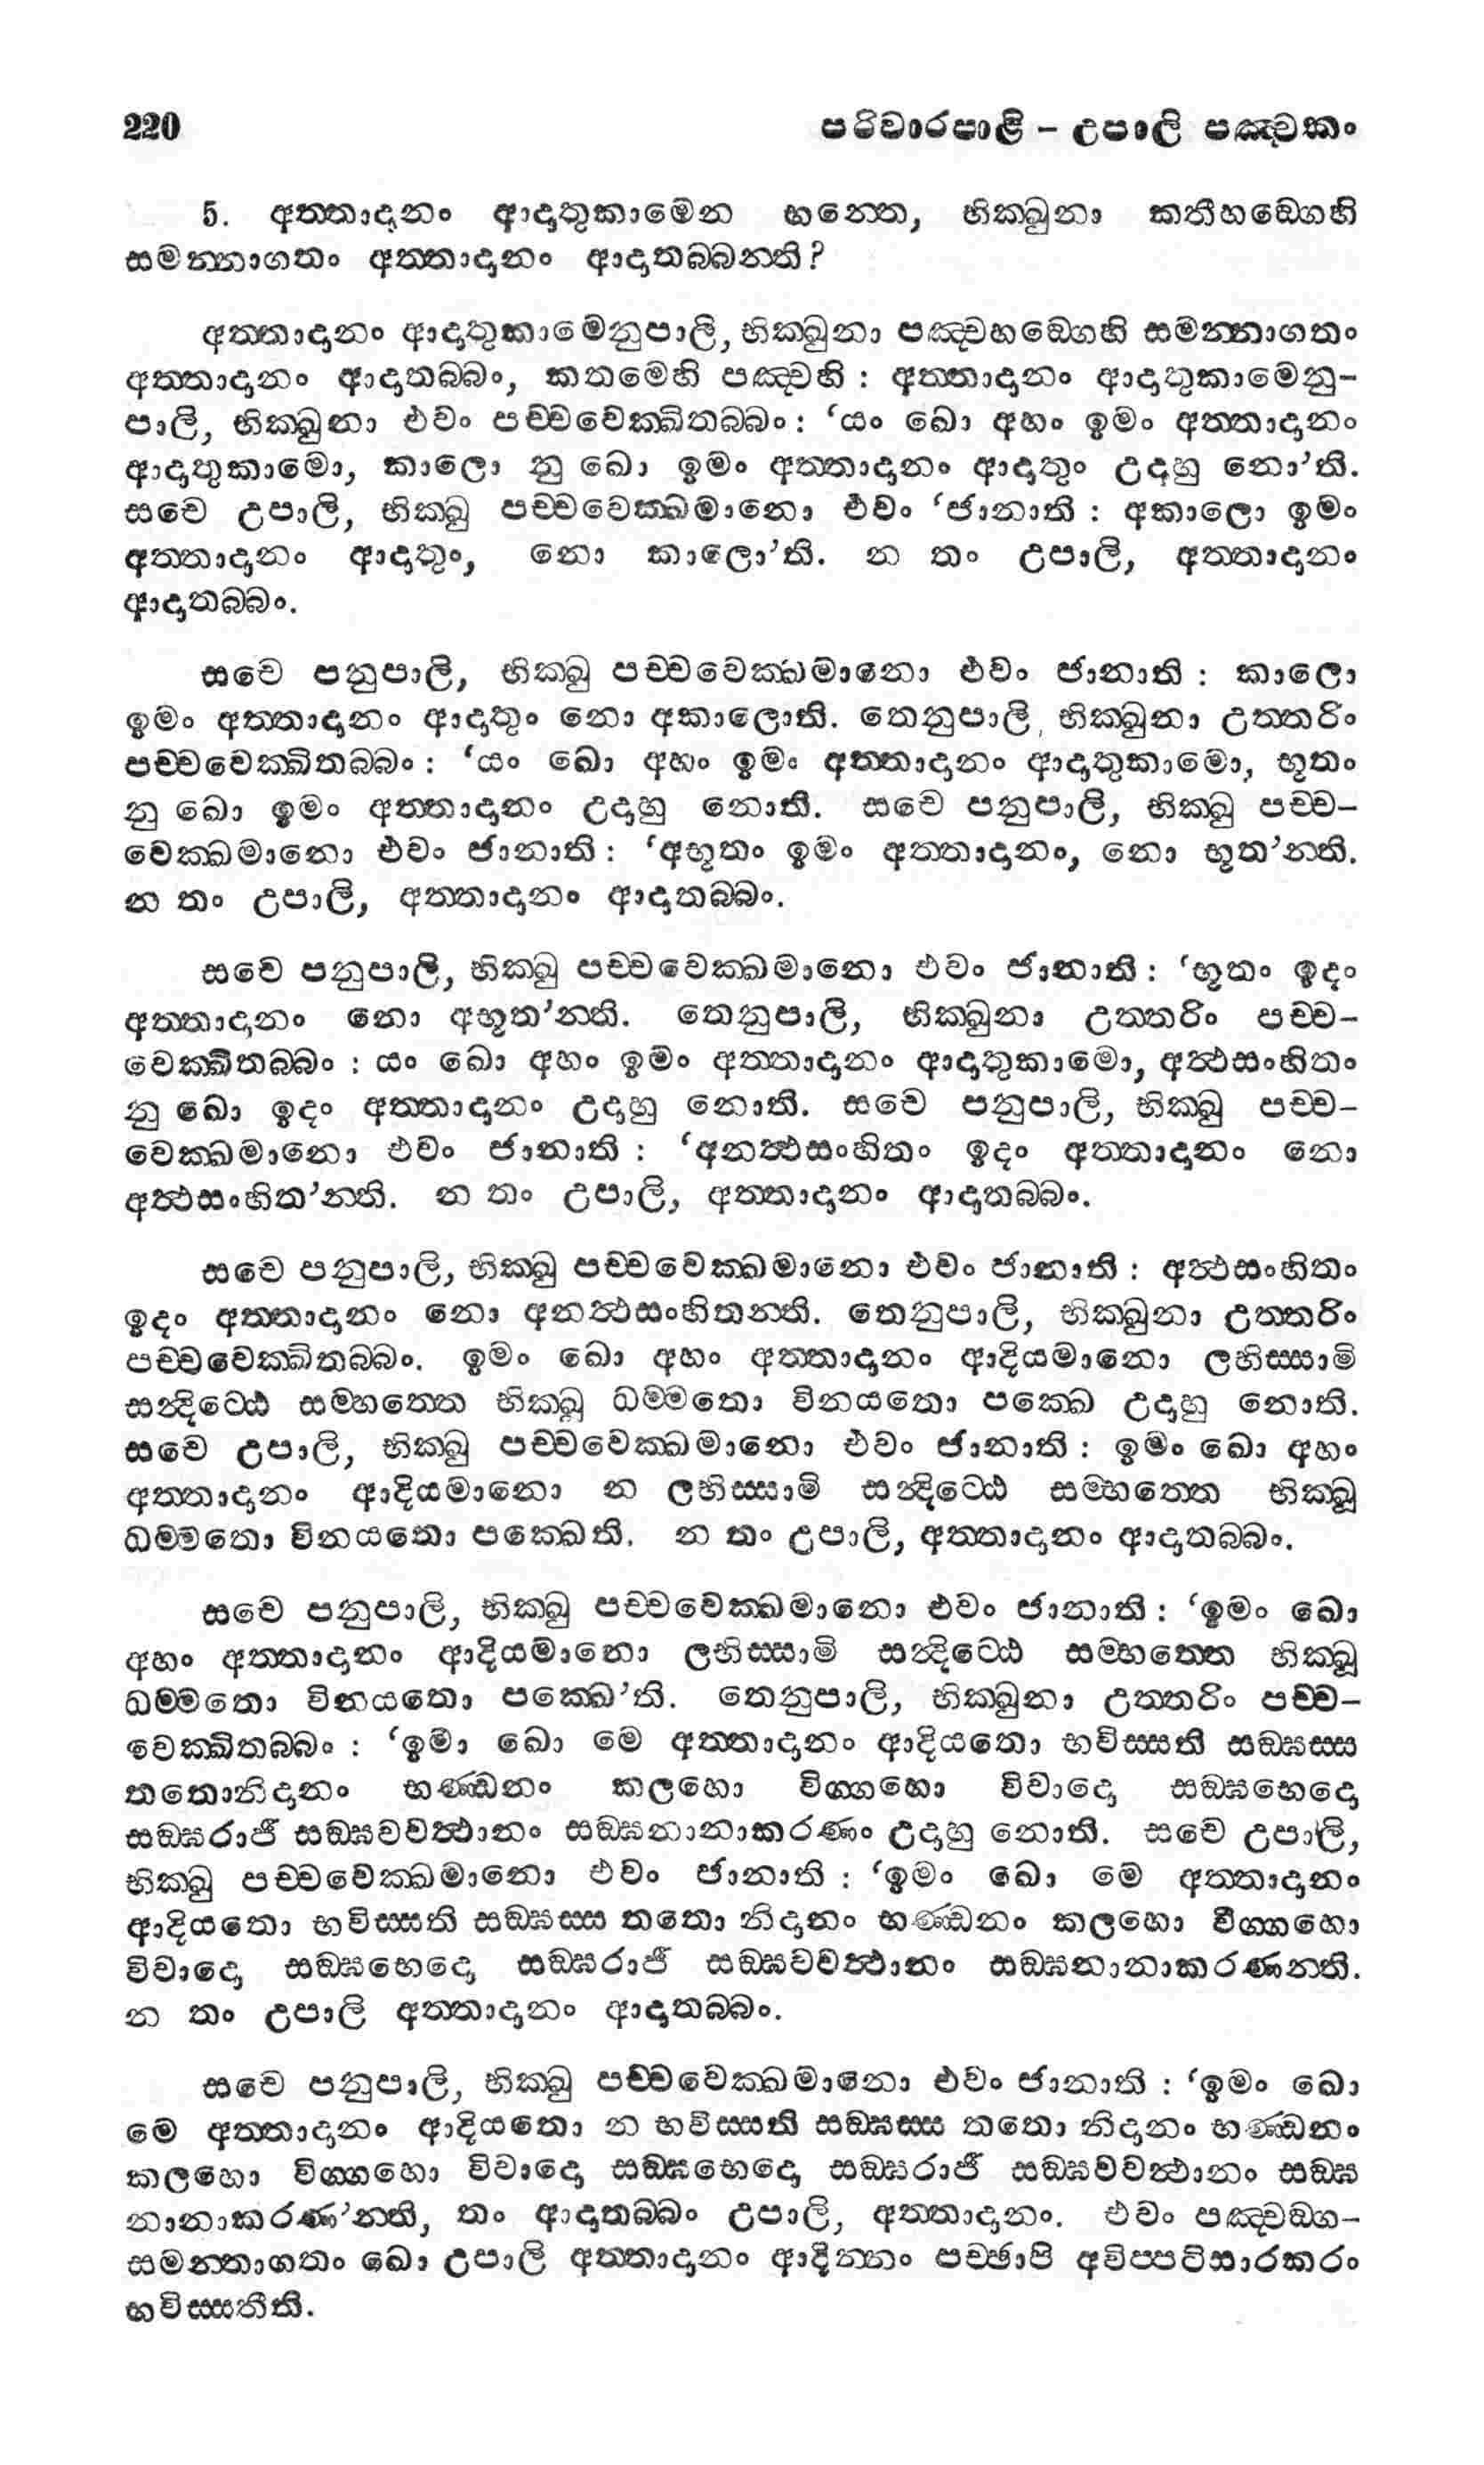 220 පරිවාරපාළි – උපාලි පඤ්චකං
5. අත්තාදානං ආදාතුකාමෙන භන්තෙ, භික්ඛුනා කතීහඞ්ගෙහි
සමන්නාගතං අත්තාදානං ආදාතබ්බන්ති?
අත්තාදානං ආදාතුකාමෙනුපාලි, භික්ඛුනා පඤ්චහඞ්ගෙහි සමන්නාගතං
අත්තාදානං ආදාතබ්බං, කතමෙහි පඤ්චහි : අත්තාදානං ආදාතුකාමෙනු–
පාලි, භික්ඛුනා එවං පච්චවෙක්ඛිතබ්බං : ‘යං ඛො අහං ඉමං අත්තාදානං
ආදාතුකාමො, කාලො නු ඛො ඉමං අත්තාදානං ආදාතුං උදාහු නො’ති.
සචෙ උපාලි, භික්ඛු පච්චවෙක්ඛමානො එවං ‘ජානාති : අකාලො ඉමං
අත්තාදානං ආදාතුං, නො කාලො’ති. න තං උපාලි, අත්තාදානං
ආදාතබ්බං.
සචෙ පනුපාලි, භික්ඛු පච්චවෙක්ඛමානො එවං ජානාති : කාලො
ඉමං අත්තාදානං ආදාතුං නො අකාලොති. තෙනුපාලි, භික්ඛුනා උත්තරිං
පච්චවෙක්ඛිතබ්බං : ‘යං ඛො අහං ඉමං අත්තාදානං ආදාතුකාමො, භූතං
නු ඛො ඉමං අත්තාදානං උදාහු නොති. සචෙ පනුපාලි, භික්ඛු පච්ච–
වෙක්ඛමානො එවං ජානාති : ‘අභූතං ඉමං අත්තාදානං, නො භූත’න්ති.
න තං උපාලි, අත්තාදානං ආදාතබ්බං.
සචෙ පනුපාලි, භික්ඛු පච්චවෙක්ඛමානො එවං ජානාති : ‘භූතං ඉදං
අත්තාදානං නො අභූත’න්ති. තෙනුපාලි, භික්ඛුනා උත්තරිං පච්ච–
වෙක්ඛිතබ්බං : යං ඛො අහං ඉමං අත්තාදානං ආදාතුකාමො, අත්ථසංහිතං
නු ඛො ඉදං අත්තාදානං උදාහු නොති. සචෙ පනුපාලි, භික්ඛු පච්ච–
වෙක්ඛමානො එවං ජානාති : ‘අනත්ථසංහිතං ඉදං අත්තාදානං නො
අත්ථසංහිත’න්ති. න තං උපාලි, අත්තාදානං ආදාතබ්බං.
සචෙ පනුපාලි, භික්ඛු පච්චවෙක්ඛමානො එවං ජානාති : අත්ථසංහිතං
ඉදං අත්තාදානං නො අනත්ථසංහිතන්ති. තෙනුපාලි, භික්ඛුනා උත්තරිං
පච්චවෙක්ඛිතබ්බං. ඉමං ඛො අහං අත්තාදානං ආදියමානො ලභිස්සාමි
සන්දිට්ඨෙ සම්භත්තෙ භික්ඛූ ධම්මතො විනයතො පක්ඛෙ උදාහු නොති.
සචෙ උපාලි, භික්ඛු පච්චවෙක්ඛමානො එවං ජානාති : ඉමං ඛො අහං
අත්තාදානං ආදියමානො න ලභිස්සාමි සන්දිට්ඨෙ සම්භත්තෙ භික්ඛූ
ධම්මතො විනයතො පක්ඛෙති. න තං උපාලි, අත්තාදානං ආදාතබ්බං.
සචෙ පනුපාලි, භික්ඛු පච්චවෙක්ඛමානො එවං ජානාති : ‘ඉමං ඛො
අහං අත්තාදානං ආදියමානො ලභිස්සාමි සන්දිට්ඨෙ සම්භත්තෙ භික්ඛූ
ධම්මතො විනයතො පක්ඛෙ’ති. තෙනුපාලි, භික්ඛුනා උත්තරිං පච්ච–
වෙක්ඛිතබ්බං : ‘ඉමා ඛො මෙ අත්තාදානං ආදියතො භවිස්සති සඞ්ඝස්ස
තතොනිදානං භණ්ඩනං කලහො විග්ගහො විවාදො සඞ්ඝභෙදො
සඞ්ඝරාජි සඞ්ඝවවත්ථානං සඞ්ඝනානාකරණං උදාහු නොති. සචෙ උපාලි,
භික්ඛු පච්චවෙක්ඛමානො එවං ජානාති : ‘ඉමං ඛො මෙ අත්තාදානං
ආදියතො භවිස්සති සඞ්ඝස්ස තතො නිදානං භණ්ඩනං කලහො විග්ගහො
විවාදො සඞ්ඝභෙදො සඞ්ඝරාජි සඞ්ඝවවත්ථානං සඞ්ඝනානාකරණන්ති.
න තං උපාලි අත්තාදානං ආදාතබ්බං.
සචෙ පනුපාලි, භික්ඛු පච්චවෙක්ඛමානො එවං ජානාති : ‘ඉමං ඛො
මෙ අත්තාදානං ආදියතො න භවිස්සති සඞ්ඝස්ස තතො නිදානං භණ්ඩනං
කලහො විග්ගහො විවාදො සඞ්ඝභෙදො සඞ්ඝරාජි සඞ්ඝවවත්ථානං සඞ්ඝ
නානාකරණ’න්ති, තං ආදාතබ්බං උපාලි, අත්තාදානං. එවං පඤ්චඞ්ග–
සමන්නාගතං ඛො උපාලි අත්තාදානං ආදින්නං පච්ඡාපි අවිප්පටිසාරකරං
භවිස්සතීති.